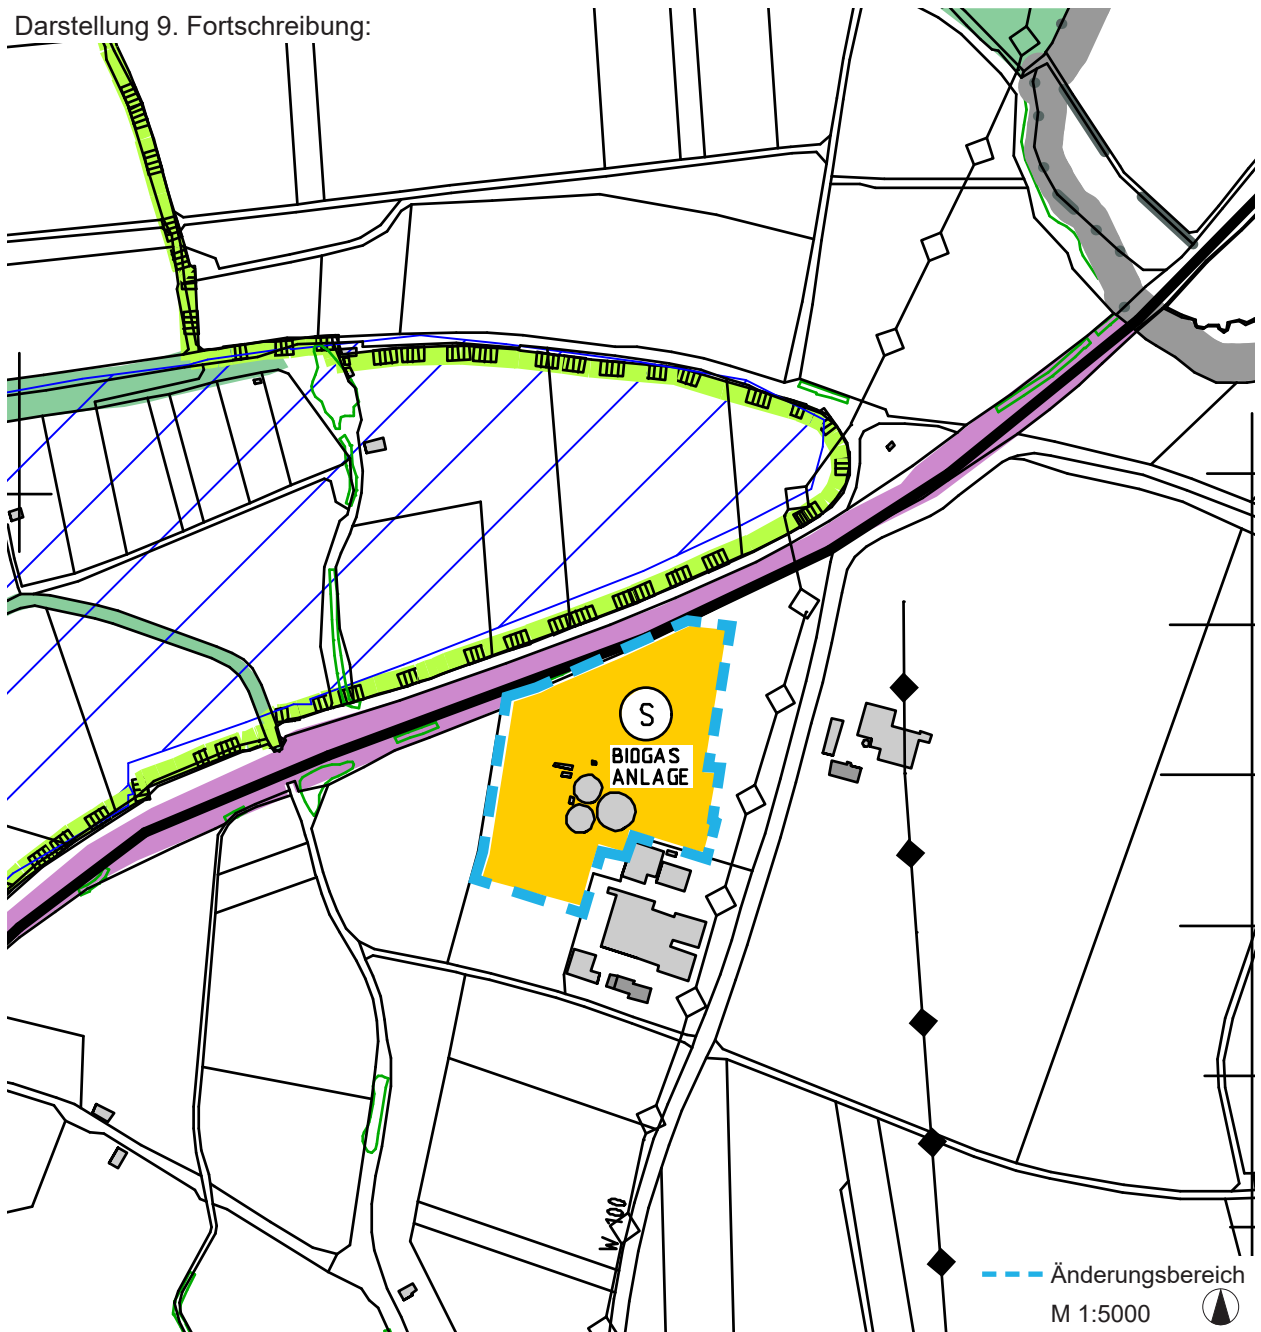 Darstellung 9. Fortschreibung:
S
BIOGAS
ANLAGE
W 100
Änderungsbereich
M 1:5000